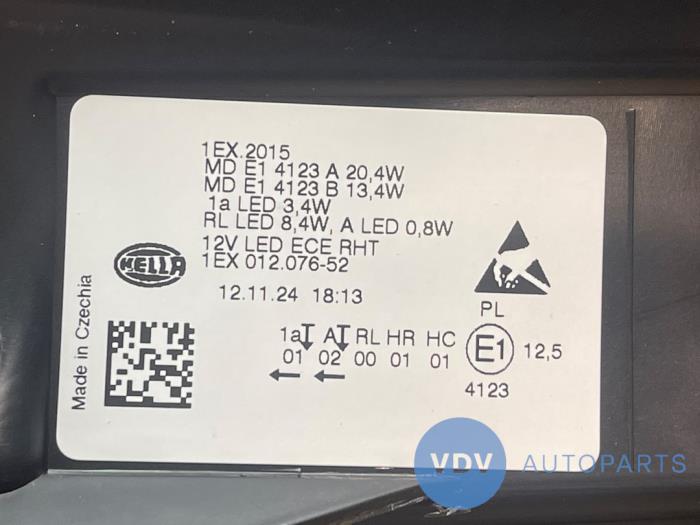 1EX.2015
MD E1 4123 A 20,4W
MD E1 4123 B 13,4W
1a LED 3,4W
RL LED 8,4W, A LED 0,8W
12V LED ECE RHT
1EX 012.076-52
HELLA
12.11.24 18:13
PL
Made in Czechia
1a A RL HR HC
01 02 00 01 01
E1 12,5
4123
VDV AUTOPARTS